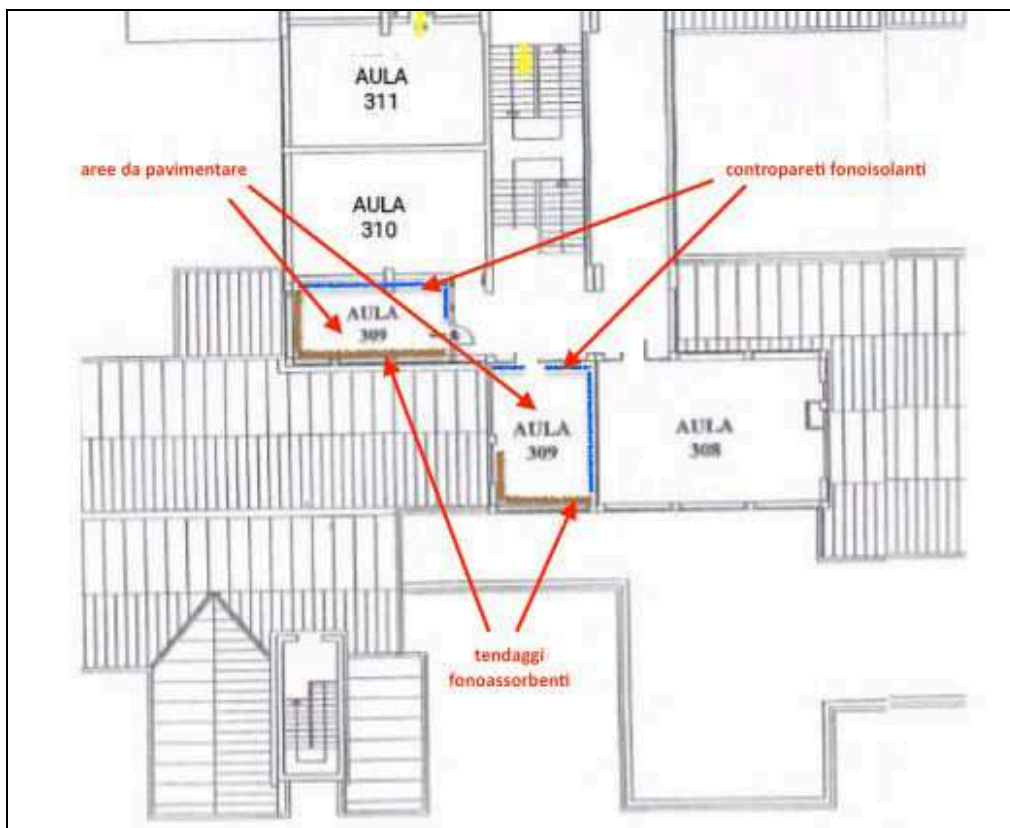 AULA
311
aree da pavimentare
contropareti fonoisolanti
AULA
310
AULA
309
AULA
309
AULA
308
tendaggi
fonoassorbenti